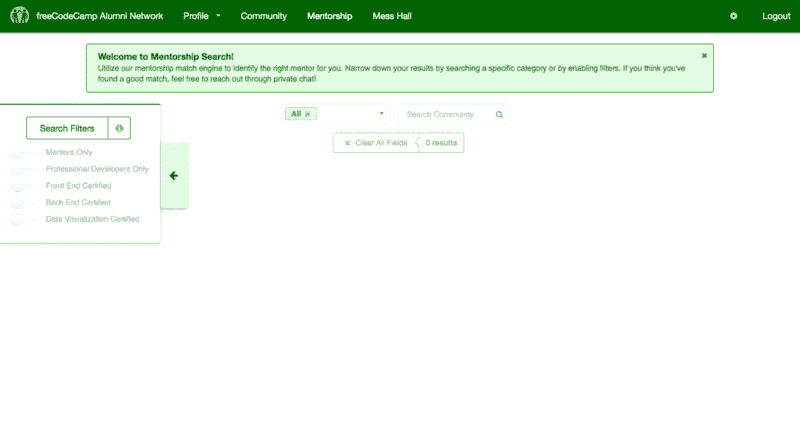 freeCodeCamp Alumni Network Profile Community Mentorship Mess Hall Logout
Welcome to Mentorship Search!
Utilize our mentorship match engine to identify the right mentor for you. Narrow down your results by searching a specific category or by enabling filters. If you think you've
found a good match, feel free to reach out through private chat!
All Search Community
Clear All Fields 0 results
Search Filters
Mentors Only
Professional Developers Only
Front End Certified
Back End Certified
Data Visualization Certified